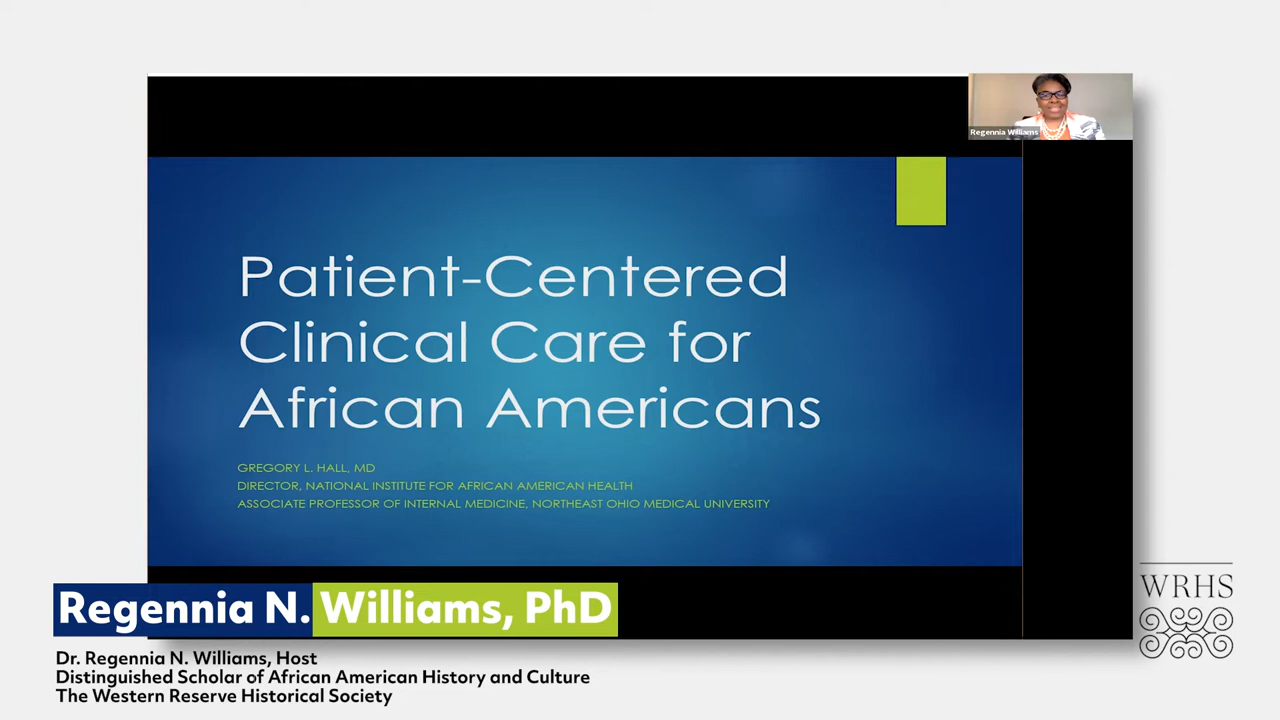 Regennia Williams
Patient-Centered
Clinical Care for
African Americans
GREGORY L. HALL, MD
DIRECTOR, NATIONAL INSTITUTE FOR AFRICAN AMERICAN HEALTH
ASSOCIATE PROFESSOR OF INTERNAL MEDICINE, NORTHEAST OHIO MEDICAL UNIVERSITY
Regennia N. Williams, PhD
Dr. Regennia N. Williams, Host
Distinguished Scholar of African American History and Culture
The Western Reserve Historical Society
WRHS